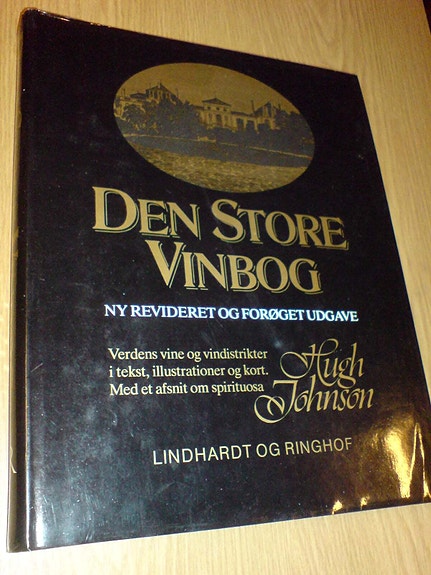 DEN STORE
VINBOG
NY REVIDERET OG FORØGET UDGAVE
Verdens vine og vindistrikter
i tekst, illustrationer og kort.
Med et afsnit om spirituosa
Hugh
Johnson
LINDHARDT OG RINGHOF